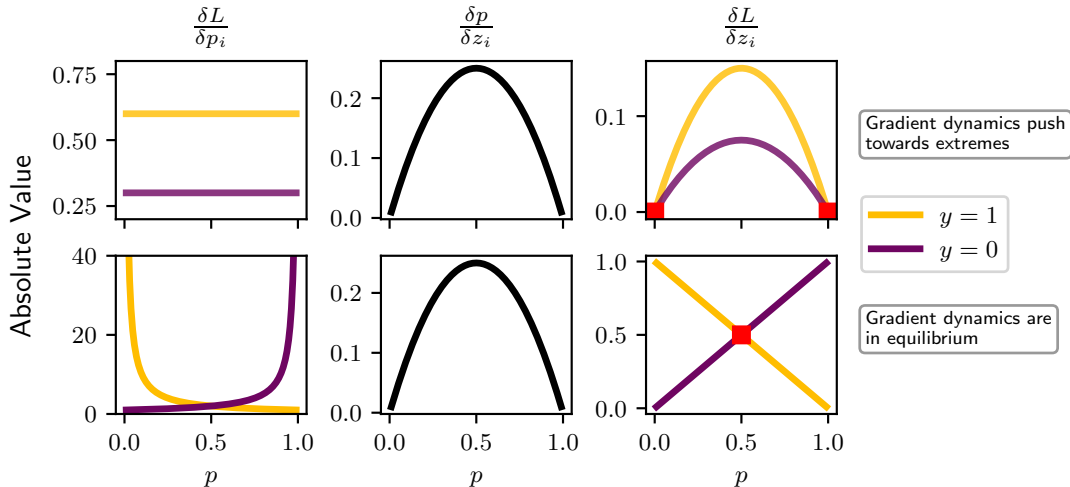 δL/δp_i
δp/δz_i
δL/δz_i
Absolute Value
0.75
0.50
0.25
0.2
0.1
0.0
0.1
0.0
Gradient dynamics push
towards extremes
y = 1
y = 0
40
20
0
0.2
0.1
0.0
1.0
0.5
0.0
Gradient dynamics are
in equilibrium
0.0 0.5 1.0
0.0 0.5 1.0
0.0 0.5 1.0
p
p
p